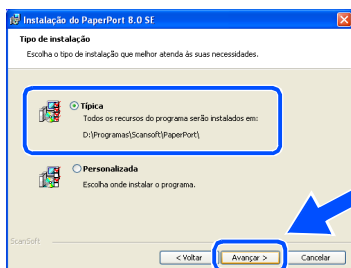 Instalação do PaperPort 8.0 SE
Tipo de instalação
Escolha o tipo de instalação que melhor atenda às suas necessidades.
Típica
Todos os recursos do programa serão instalados em:
D:\Programas\Scansoft\PaperPort\
Personalizada
Escolha onde instalar o programa.
ScanSoft
< Voltar
Avançar >
Cancelar